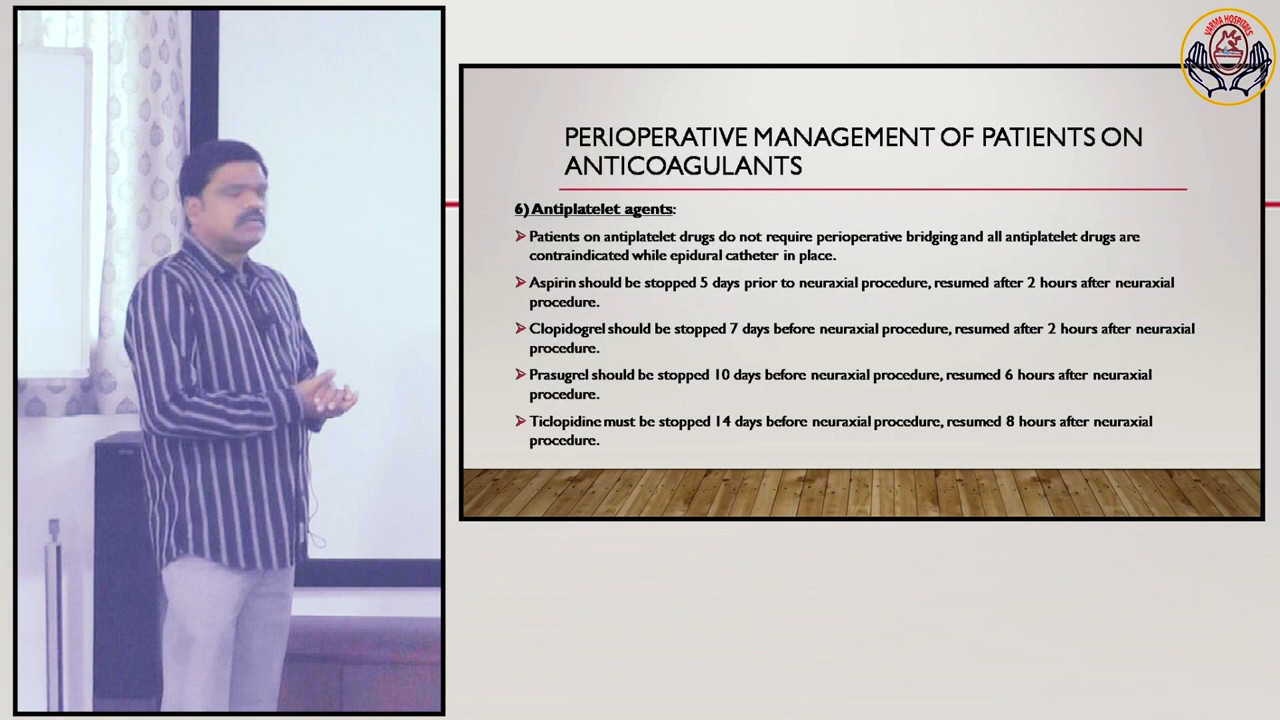 VARMA HOSPITALS
PERIOPERATIVE MANAGEMENT OF PATIENTS ON
ANTICOAGULANTS
6) Antiplatelet agents:
Patients on antiplatelet drugs do not require perioperative bridging and all antiplatelet drugs are
contraindicated while epidural catheter in place.
Aspirin should be stopped 5 days prior to neuraxial procedure, resumed after 2 hours after neuraxial
procedure.
Clopidogrel should be stopped 7 days before neuraxial procedure, resumed after 2 hours after neuraxial
procedure.
Prasugrel should be stopped 10 days before neuraxial procedure, resumed 6 hours after neuraxial
procedure.
Ticlopidine must be stopped 14 days before neuraxial procedure, resumed 8 hours after neuraxial
procedure.